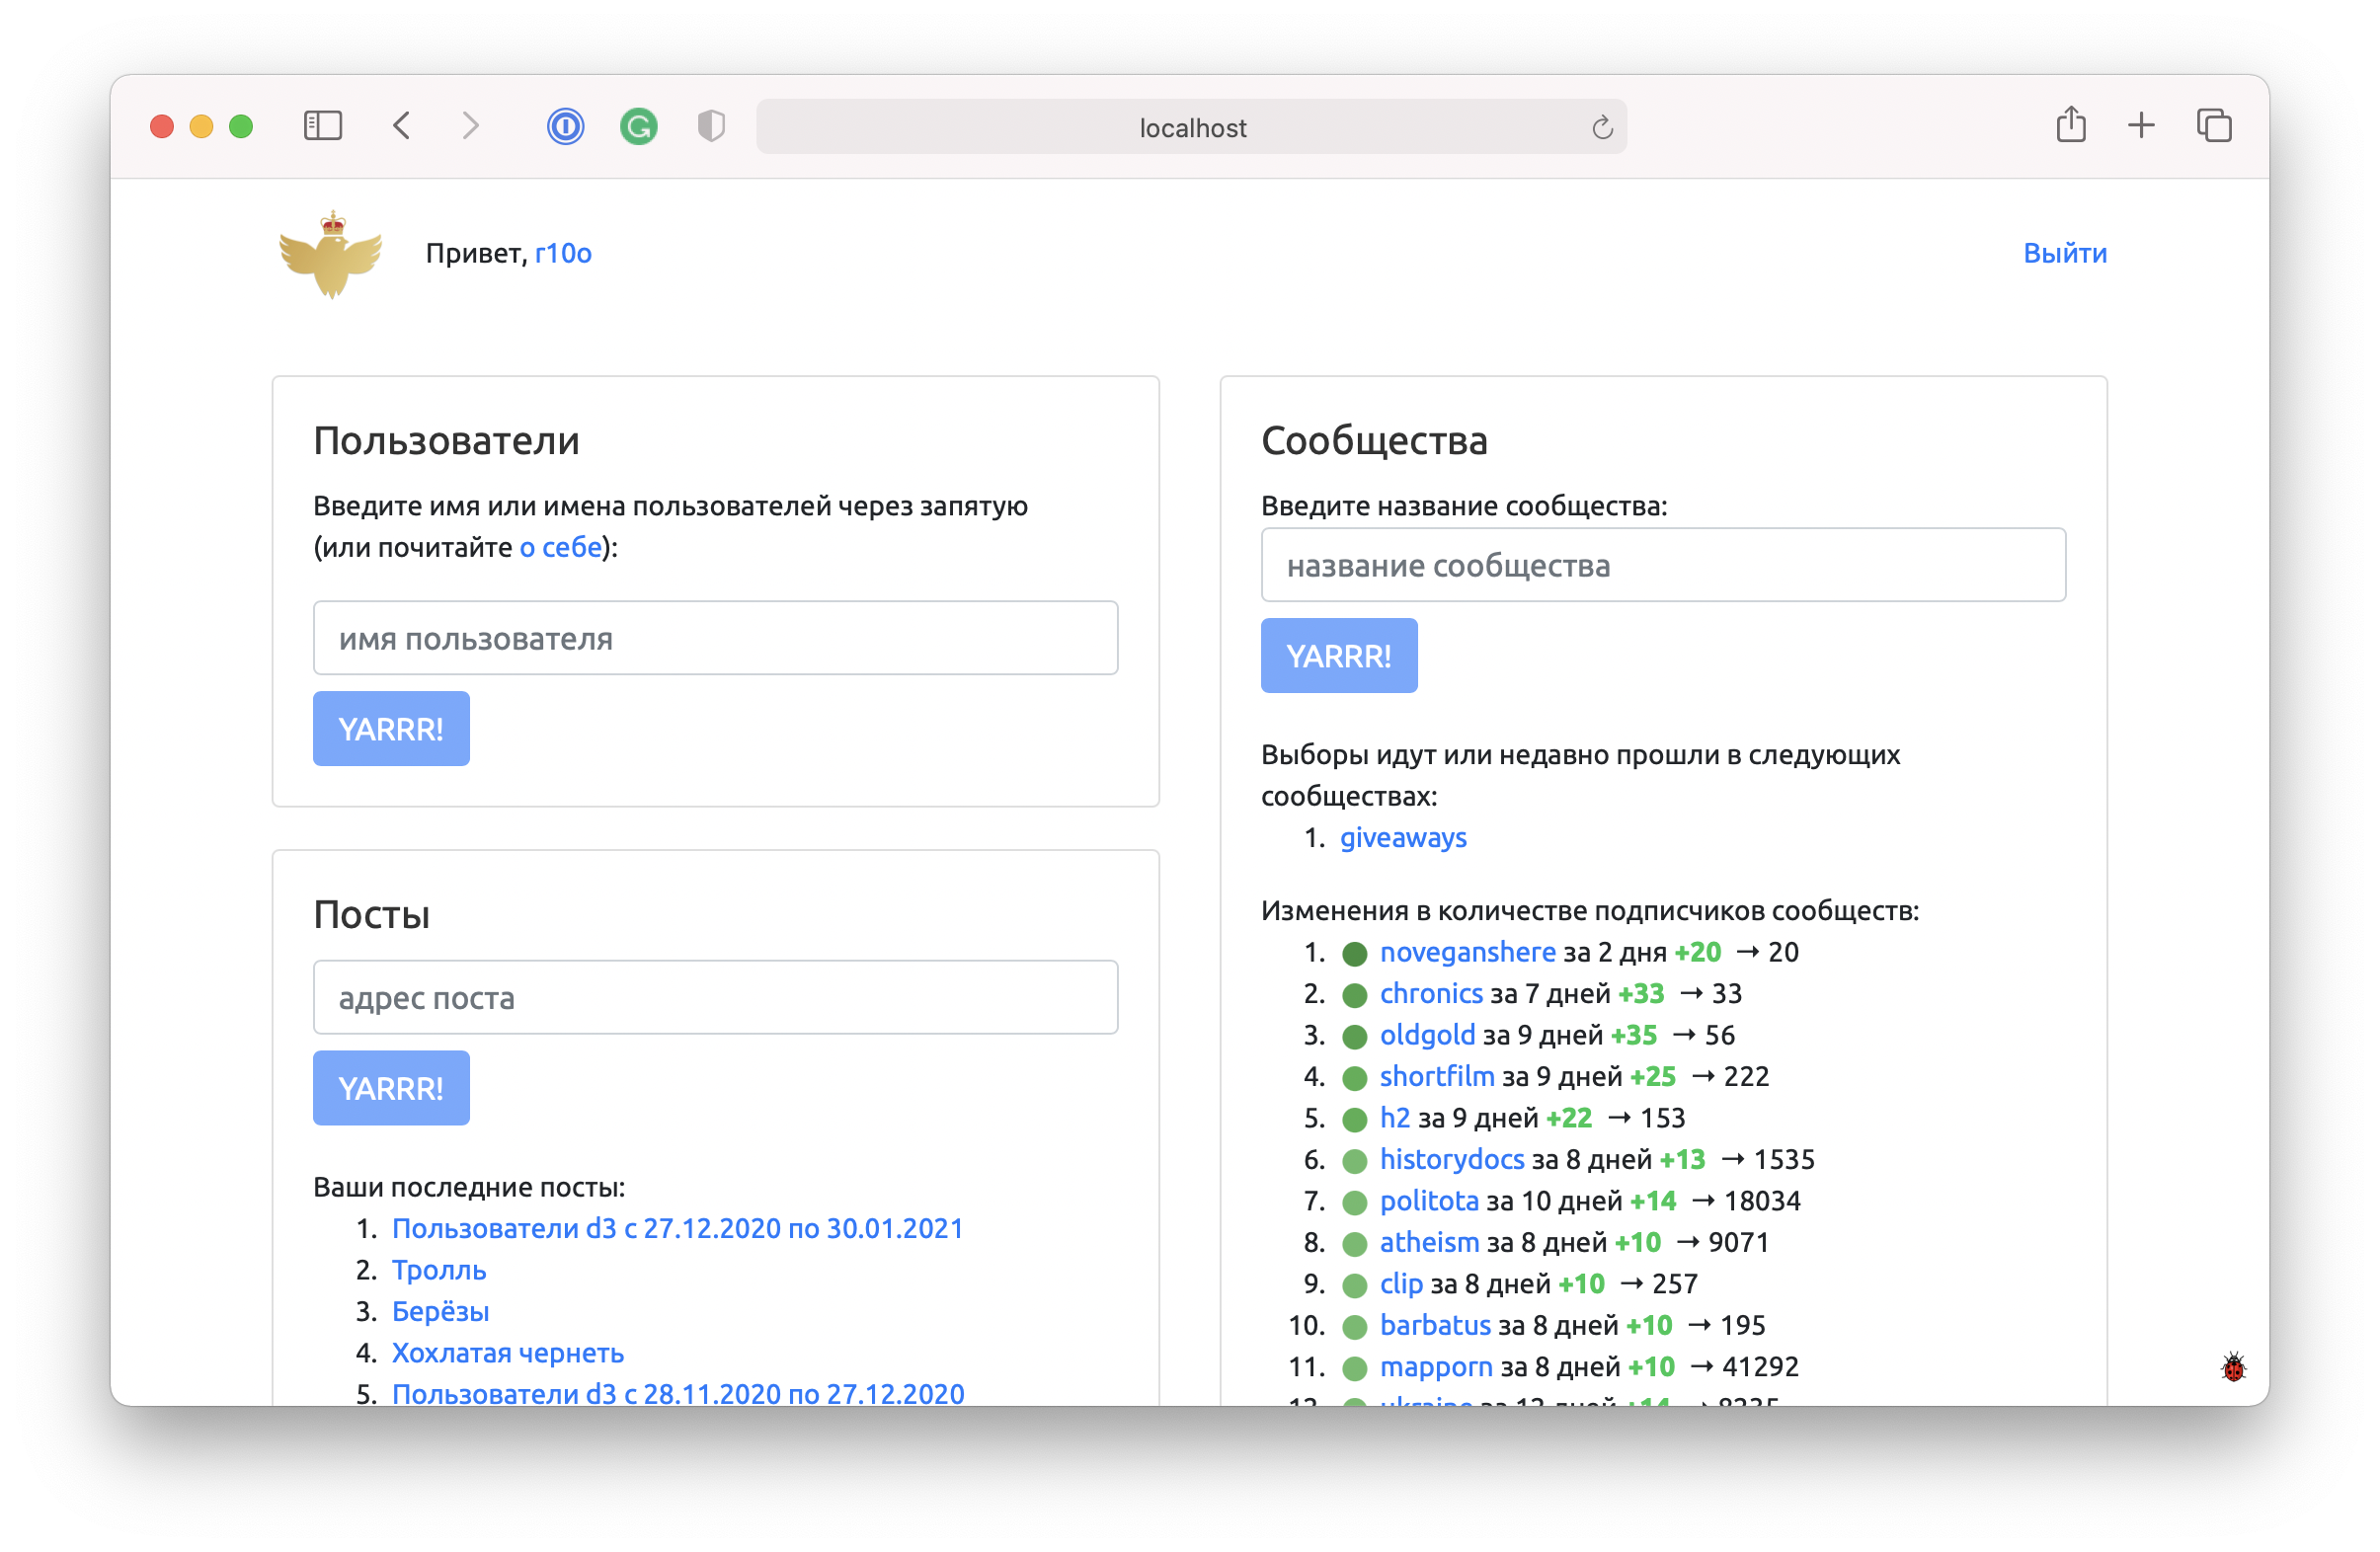 localhost
Привет, r10o
Выйти
Пользователи
Введите имя или имена пользователей через запятую
(или почитайте о себе):
имя пользователя
YARRR!
Посты
адрес поста
YARRR!
Ваши последние посты:
1. Пользователи d3 с 27.12.2020 по 30.01.2021
2. Тролль
3. Берёзы
4. Хохлатая чернеть
5. Пользователи d3 с 28.11.2020 по 27.12.2020
Сообщества
Введите название сообщества:
название сообщества
YARRR!
Выборы идут или недавно прошли в следующих
сообществах:
1. giveaways
Изменения в количестве подписчиков сообществ:
1. noveganshere за 2 дня +20 → 20
2. chronics за 7 дней +33 → 33
3. oldgold за 9 дней +35 → 56
4. shortfilm за 9 дней +25 → 222
5. h2 за 9 дней +22 → 153
6. historydocs за 8 дней +13 → 1535
7. politota за 10 дней +14 → 18034
8. atheism за 8 дней +10 → 9071
9. clip за 8 дней +10 → 257
10. barbatus за 8 дней +10 → 195
11. mapporn за 8 дней +10 → 41292
12. ukraine за 12 дней +14